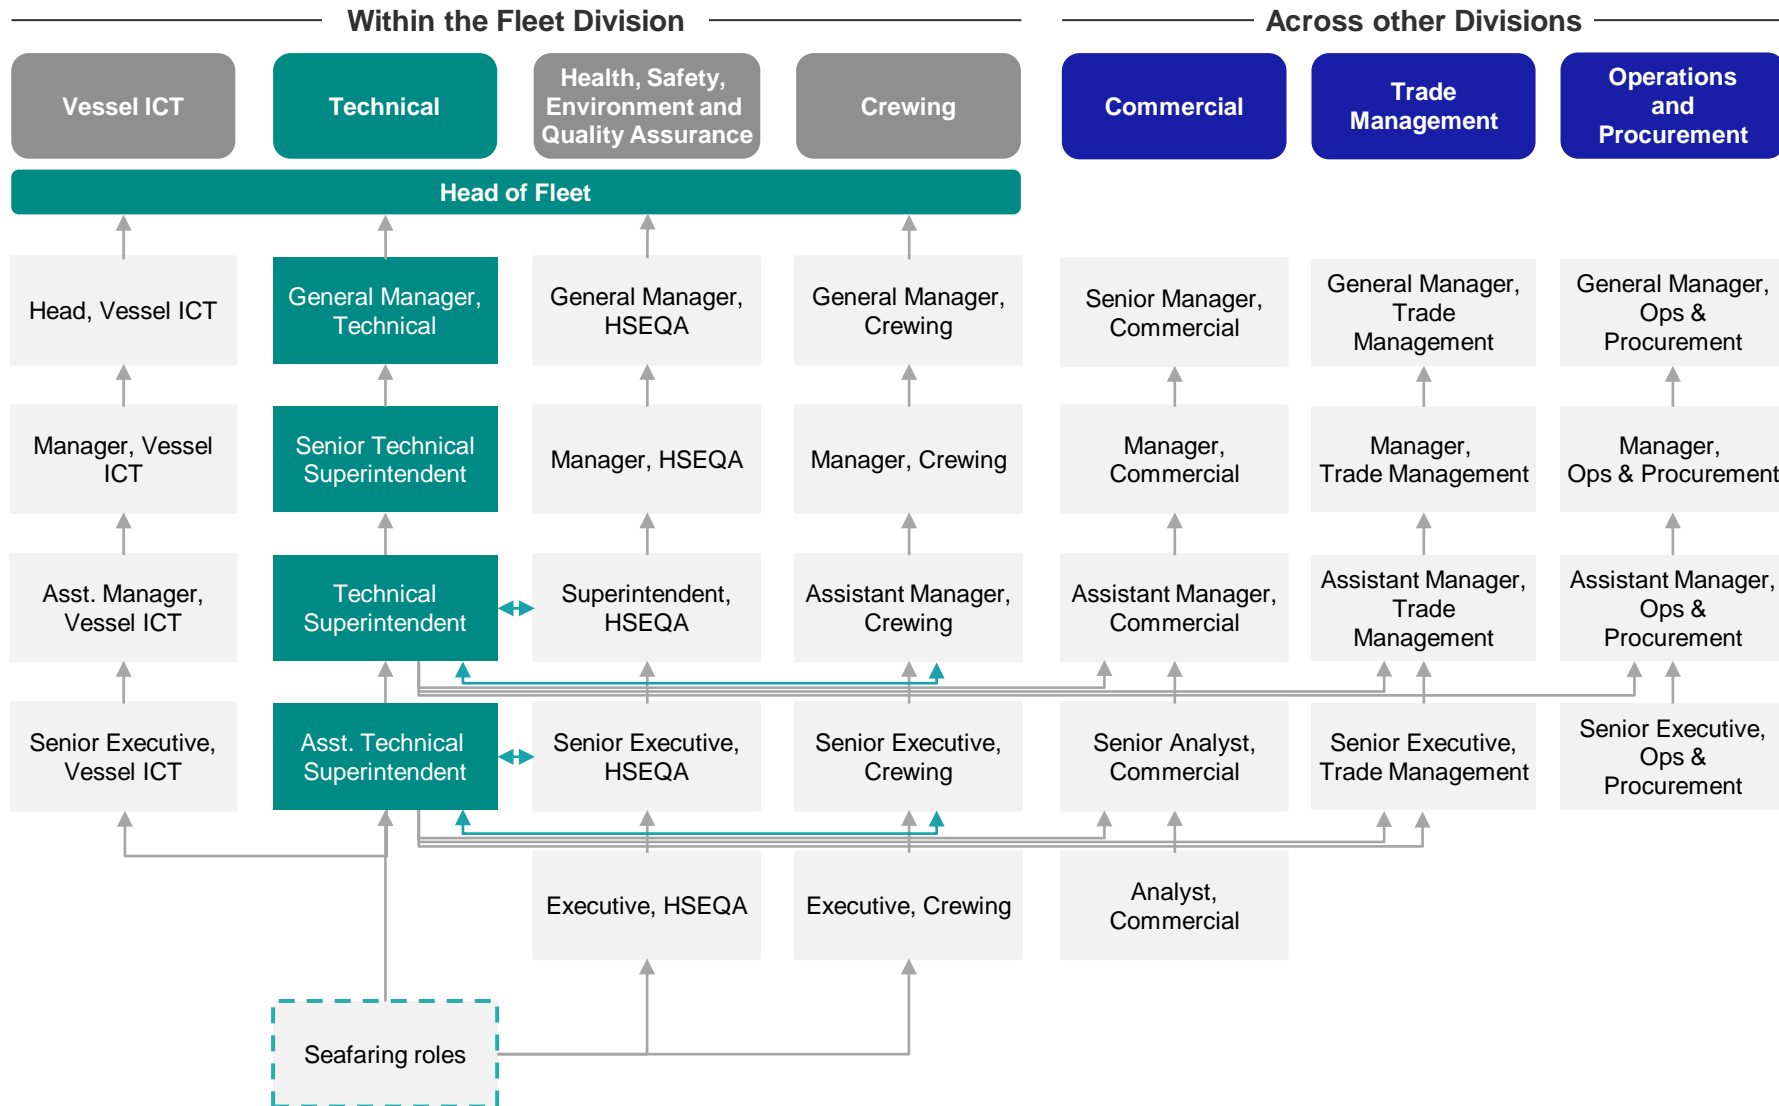 Within the Fleet Division
Across other Divisions
Vessel ICT
Technical
Health, Safety,
Environment and
Quality Assurance
Crewing
Commercial
Trade
Management
Operations
and
Procurement
Head of Fleet
Head, Vessel ICT
General Manager,
Technical
General Manager,
HSEQA
General Manager,
Crewing
Senior Manager,
Commercial
General Manager,
Trade
Management
General Manager,
Ops &
Procurement
Manager, Vessel
ICT
Senior Technical
Superintendent
Manager, HSEQA
Manager, Crewing
Manager,
Commercial
Manager,
Trade Management
Manager,
Ops & Procurement
Asst. Manager,
Vessel ICT
Technical
Superintendent
Superintendent,
HSEQA
Assistant Manager,
Crewing
Assistant Manager,
Commercial
Assistant Manager,
Trade
Management
Assistant Manager,
Ops &
Procurement
Senior Executive,
Vessel ICT
Asst. Technical
Superintendent
Senior Executive,
HSEQA
Senior Executive,
Crewing
Senior Analyst,
Commercial
Senior Executive,
Trade Management
Senior Executive,
Ops &
Procurement
Executive, HSEQA
Executive, Crewing
Analyst,
Commercial
Seafaring roles